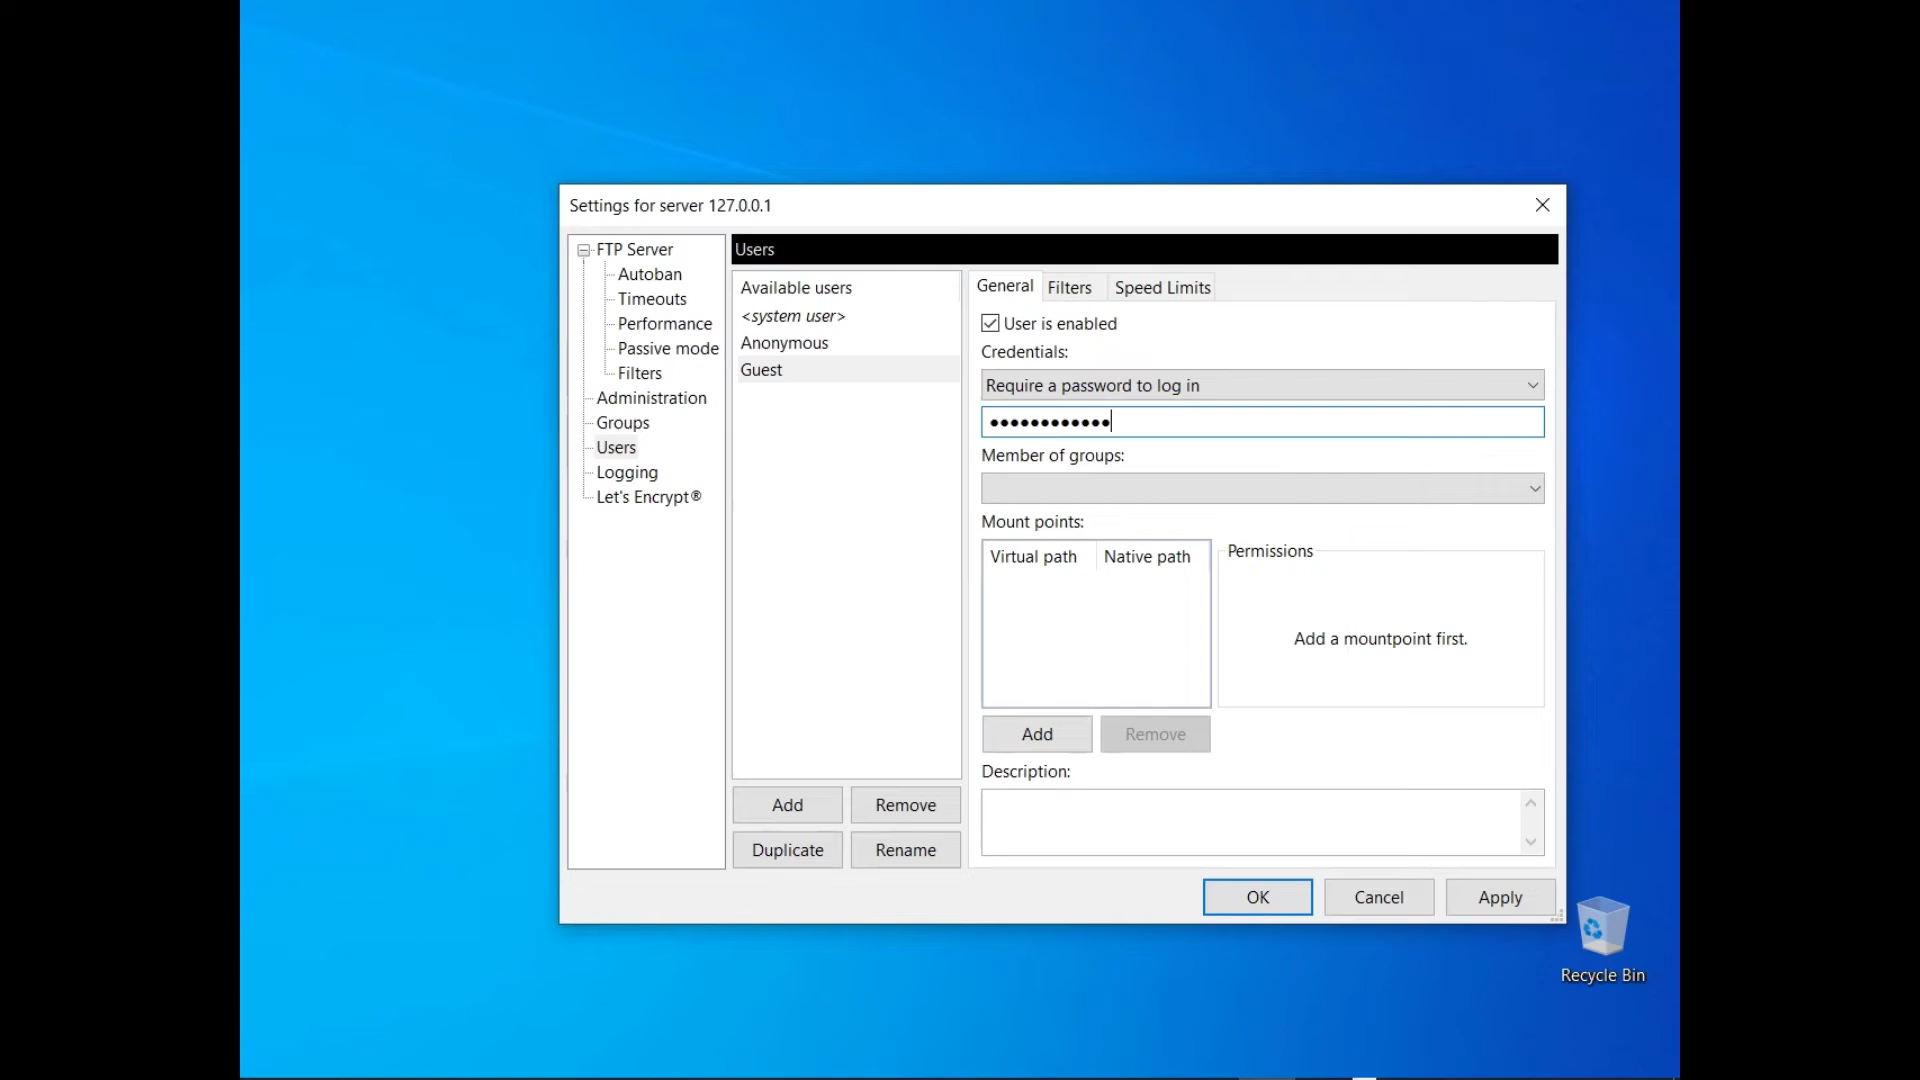 Settings for server 127.0.0.1
FTP Server
Autoban
Timeouts
Performance
Passive mode
Filters
Administration
Groups
Users
Logging
Let's Encrypt®
Users
Available users
<system user>
Anonymous
Guest
Add
Remove
Duplicate
Rename
General
Filters
Speed Limits
User is enabled
Credentials:
Require a password to log in
••••••••••••
Member of groups:
Mount points:
Virtual path
Native path
Permissions
Add a mountpoint first.
Add
Remove
Description:
OK
Cancel
Apply
Recycle Bin